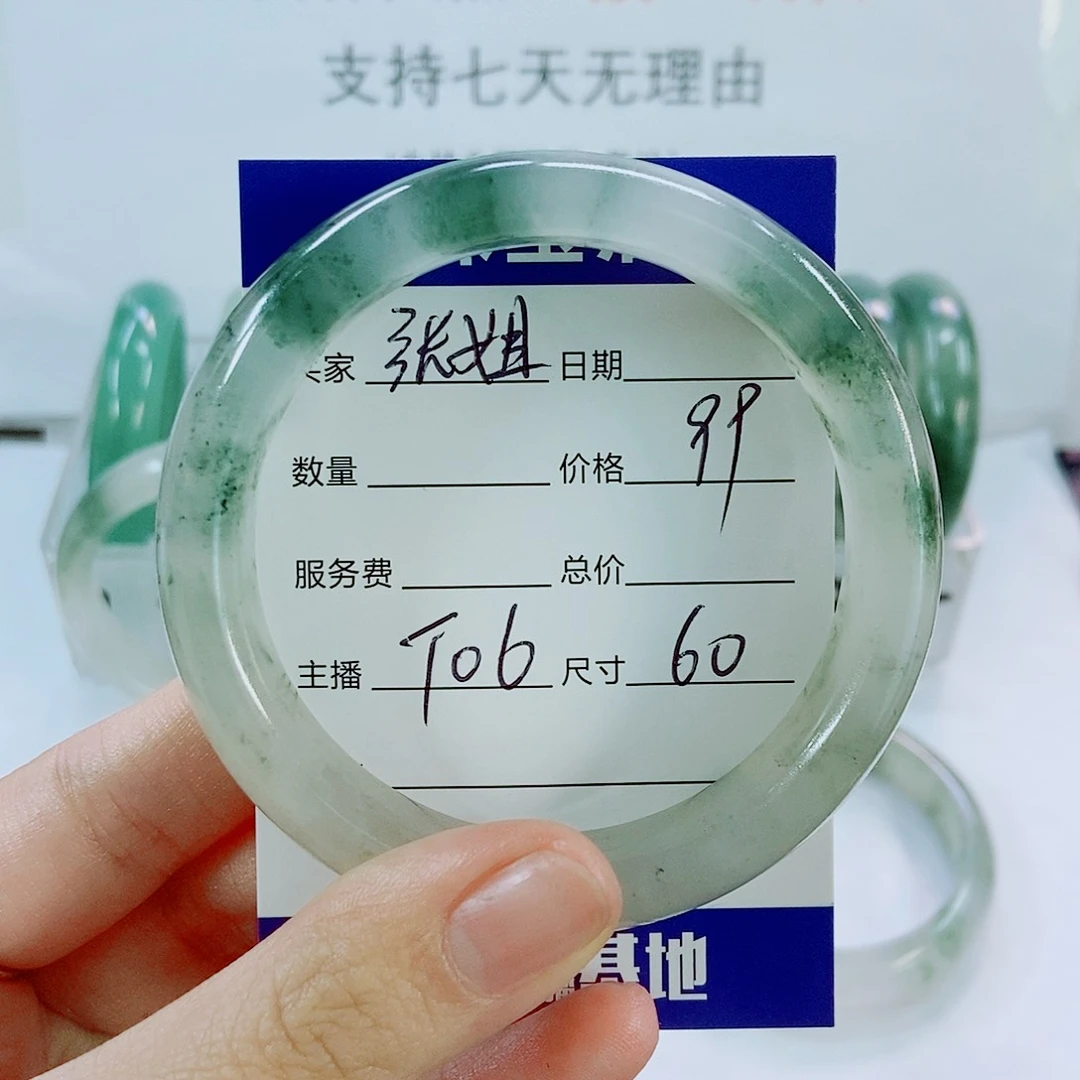 支持七天无理由
家 张姐 日期
数量 价格 99
服务费 总价
主播 T06 尺寸 60
基地